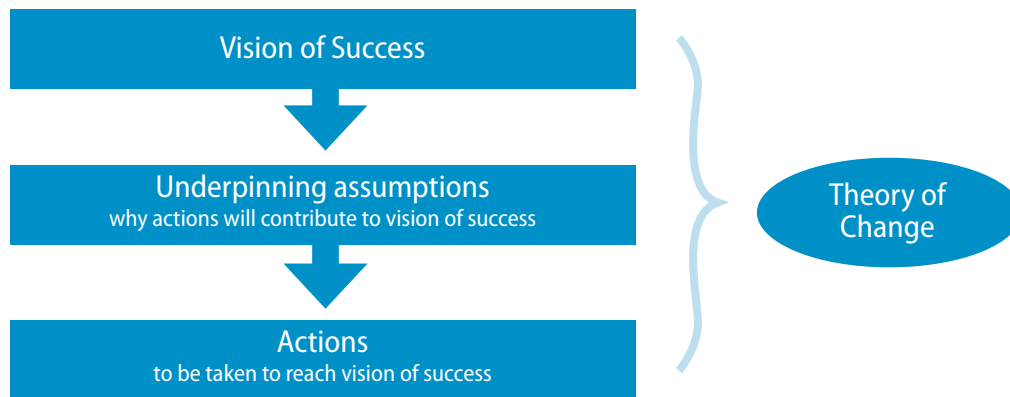 Vision of Success
Underpinning assumptions
why actions will contribute to vision of success
Actions
to be taken to reach vision of success
Theory of
Change